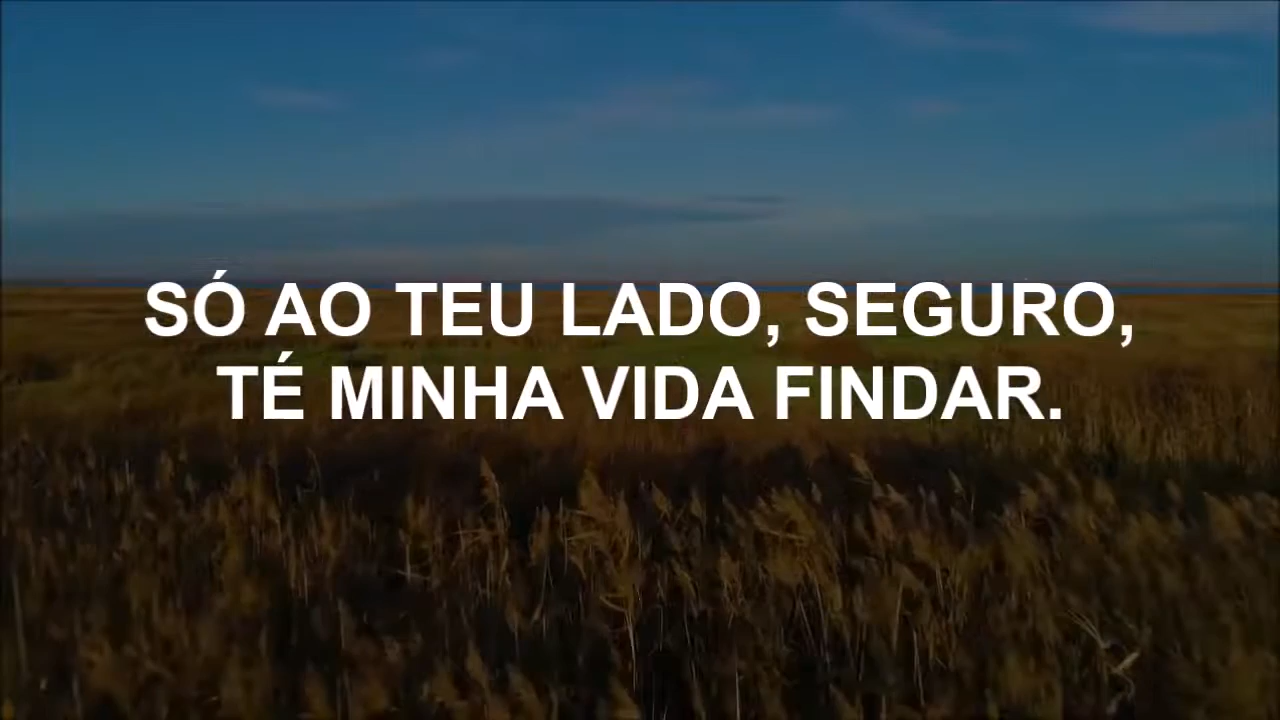 SÓ AO TEU LADO, SEGURO,
TÉ MINHA VIDA FINDAR.